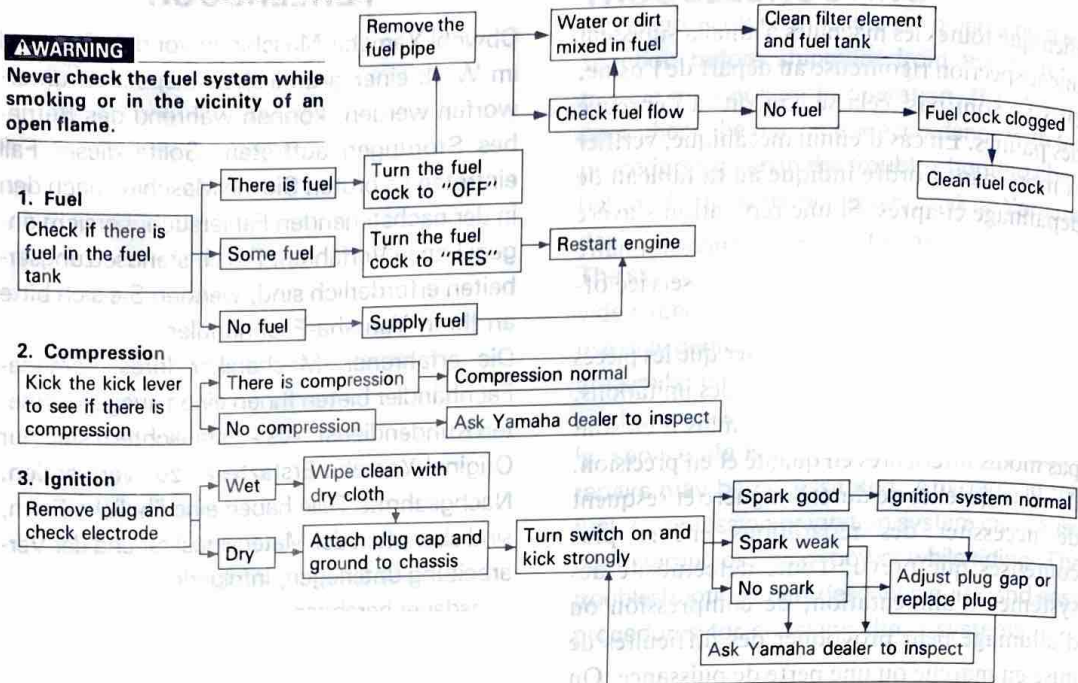 WARNING
Never check the fuel system while
smoking or in the vicinity of an
open flame.
1. Fuel
Check if there is
fuel in the fuel
tank
There is fuel
Turn the fuel
cock to "OFF"
Remove the
fuel pipe
Water or dirt
mixed in fuel
Clean filter element
and fuel tank
Check fuel flow
No fuel
Fuel cock clogged
Clean fuel cock
Some fuel
Turn the fuel
cock to "RES"
Restart engine
No fuel
Supply fuel
2. Compression
Kick the kick lever
to see if there is
compression
There is compression
Compression normal
No compression
Ask Yamaha dealer to inspect
3. Ignition
Remove plug and
check electrode
Wet
Wipe clean with
dry cloth
Dry
Attach plug cap and
ground to chassis
Turn switch on and
kick strongly
Spark good
Ignition system normal
Spark weak
No spark
Adjust plug gap or
replace plug
Ask Yamaha dealer to inspect